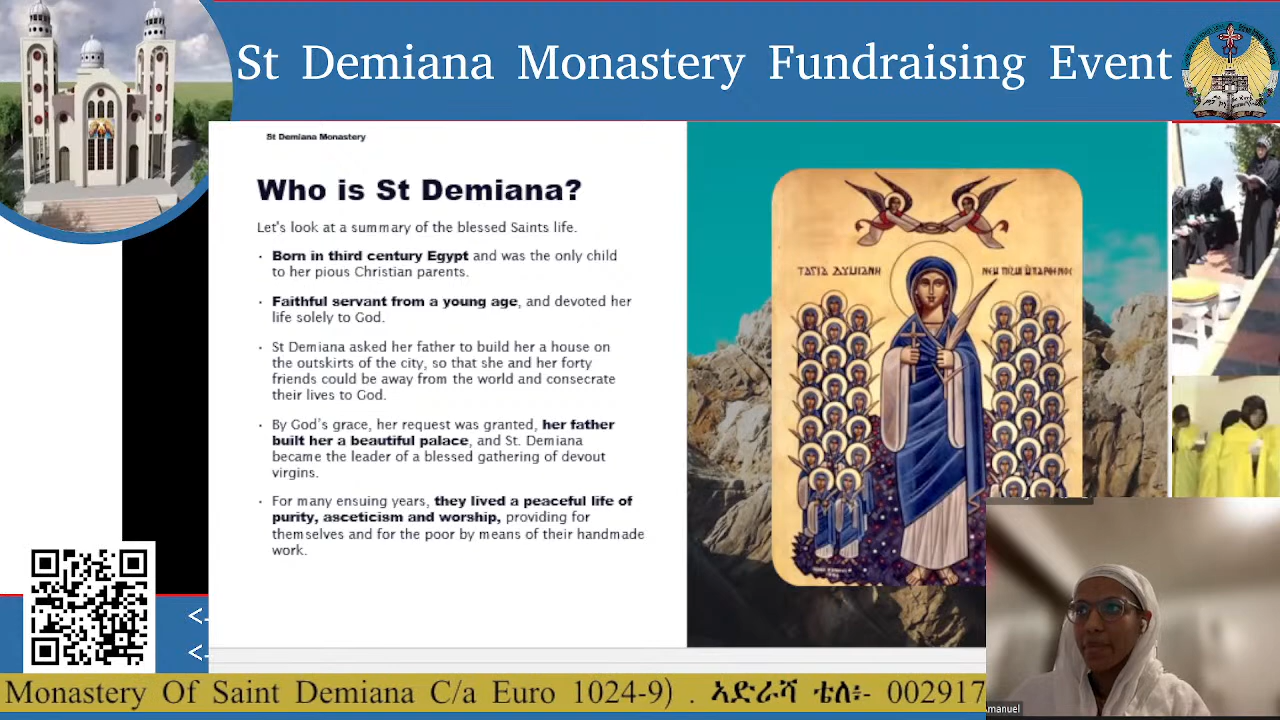 St Demiana Monastery Fundraising Event
St Demiana Monastery
Who is St Demiana?
Let's look at a summary of the blessed Saints life.
· Born in third century Egypt and was the only child
to her pious Christian parents.
· Faithful servant from a young age, and devoted her
life solely to God.
· St Demiana asked her father to build her a house on
the outskirts of the city, so that she and her forty
friends could be away from the world and consecrate
their lives to God.
· By God's grace, her request was granted, her father
built her a beautiful palace, and St. Demiana
became the leader of a blessed gathering of devout
virgins.
· For many ensuing years, they lived a peaceful life of
purity, asceticism and worship, providing for
themselves and for the poor by means of their handmade
work.
<-
<-
Monastery Of Saint Demiana C/a Euro 1024-9) . ኣድራሻ ቴለ፦ 002917
manuel